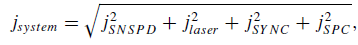 j_{system} = \sqrt{j_{SNSPD}^2 + j_{laser}^2 + j_{SYNC}^2 + j_{SPC}^2},